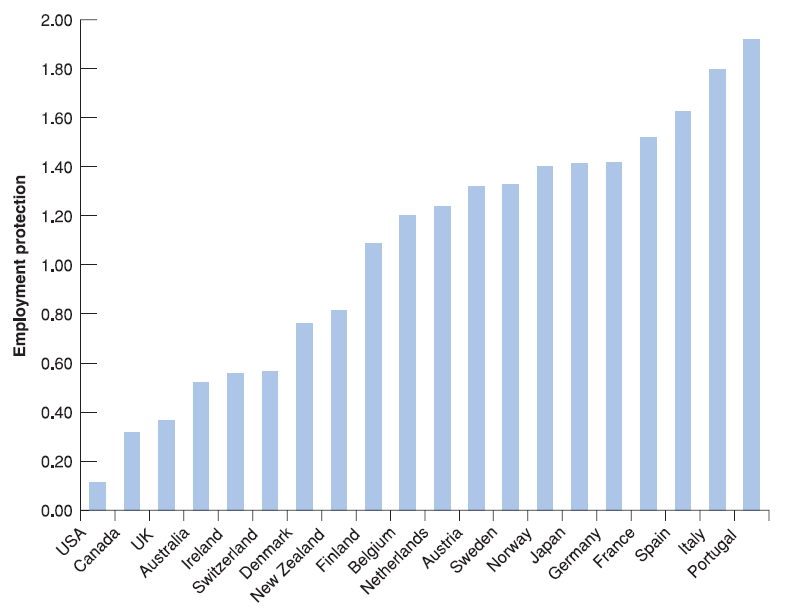 2.00
1.80
1.60
1.40
1.20
1.00
0.80
0.60
0.40
0.20
0.00
Employment protection
USA
Canada
UK
Australia
Ireland
Switzerland
Denmark
New Zealand
Finland
Belgium
Netherlands
Austria
Sweden
Norway
Japan
Germany
France
Spain
Italy
Portugal